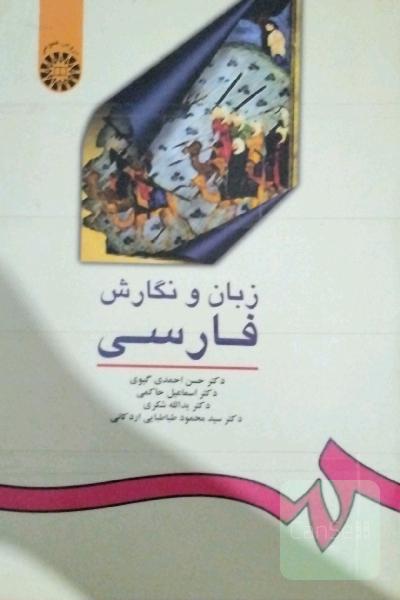 زبان و نگارش
فارسی
دکتر حسن احمدی گیوی
دکتر اسماعیل حاکمی
دکتر یدالله شکری
دکتر سید محمود طباطبایی اردکانی